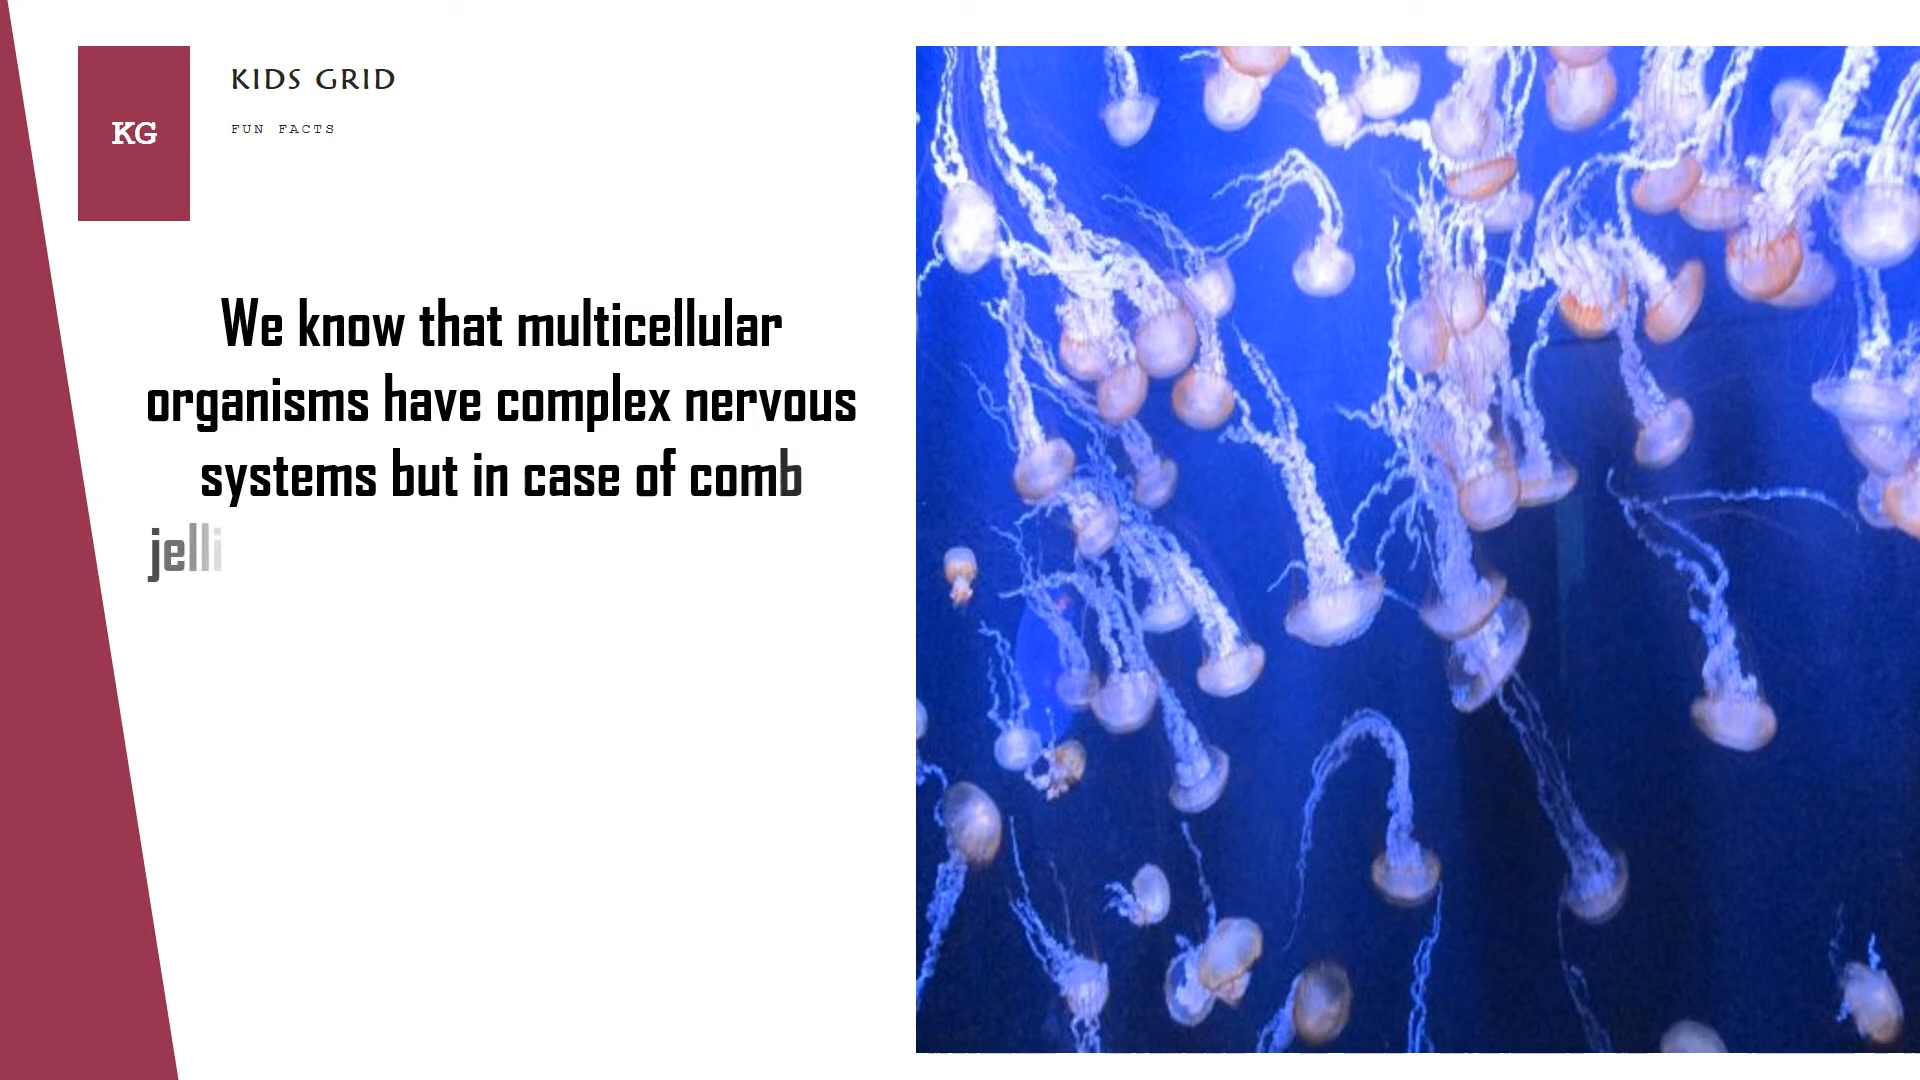 KG
KIDS GRID
FUN FACTS
We know that multicellular
organisms have complex nervous
systems but in case of comb
jelli